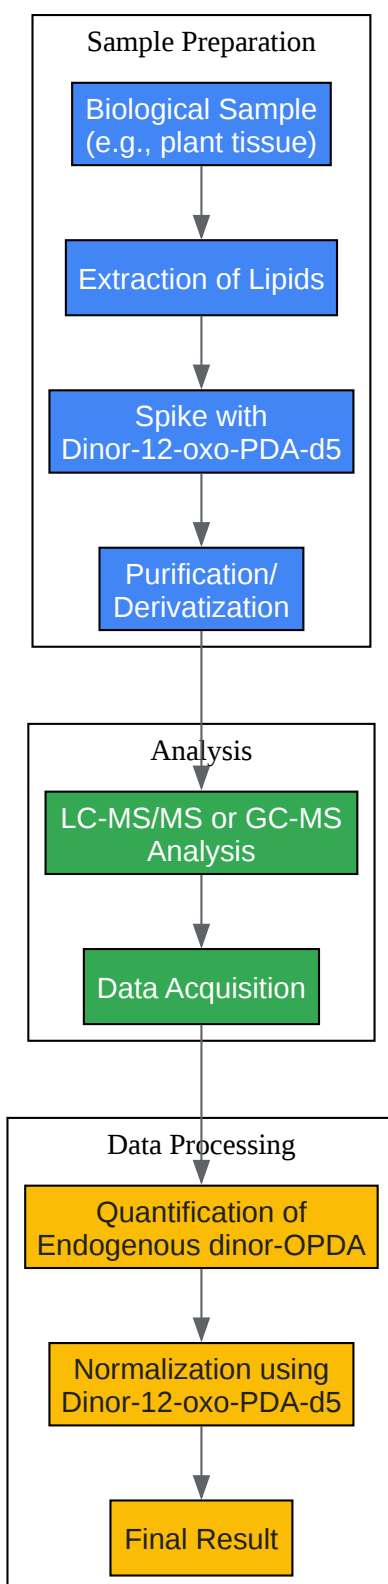 Sample Preparation
Biological Sample
(e.g., plant tissue)
Extraction of Lipids
Spike with
Dinor-12-oxo-PDA-d5
Purification/
Derivatization
Analysis
LC-MS/MS or GC-MS
Analysis
Data Acquisition
Data Processing
Quantification of
Endogenous dinor-OPDA
Normalization using
Dinor-12-oxo-PDA-d5
Final Result